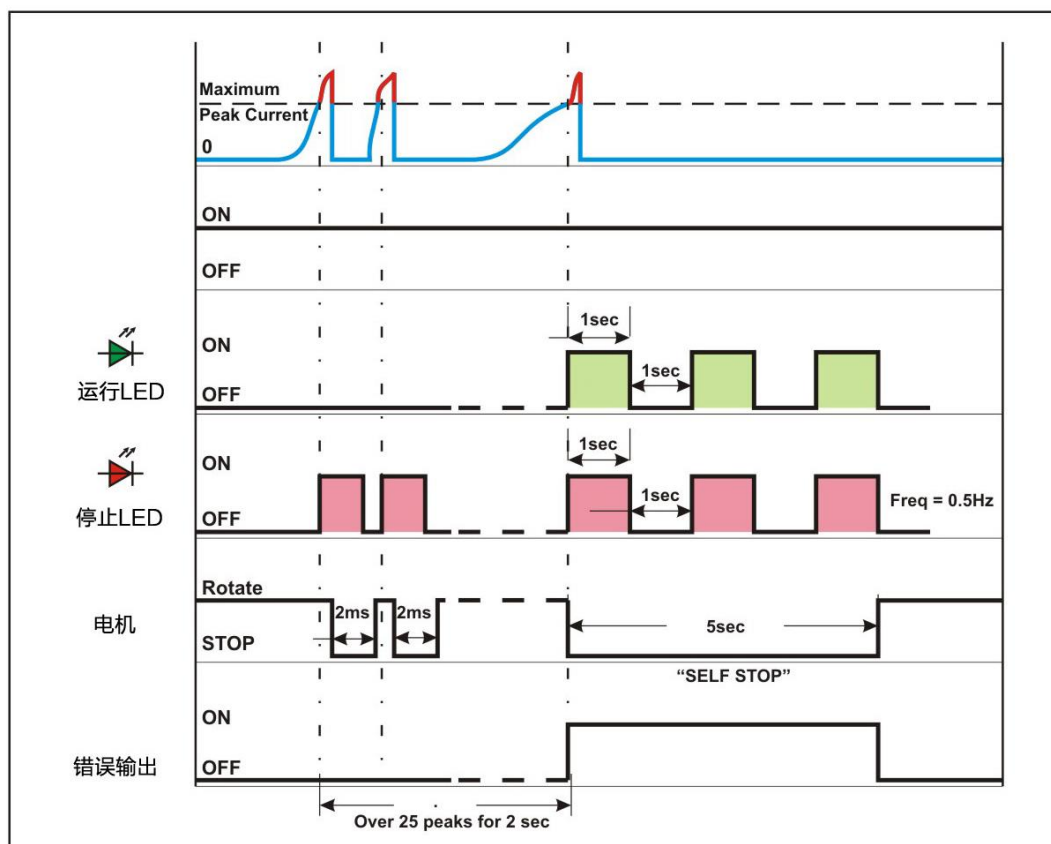 Maximum
Peak Current
0
ON
OFF
1sec
ON
1sec
运行LED
OFF
1sec
ON
1sec
Freq = 0.5Hz
停止LED
OFF
Rotate
2ms
2ms
电机
5sec
STOP
“SELF STOP”
ON
错误输出
OFF
Over 25 peaks for 2 sec